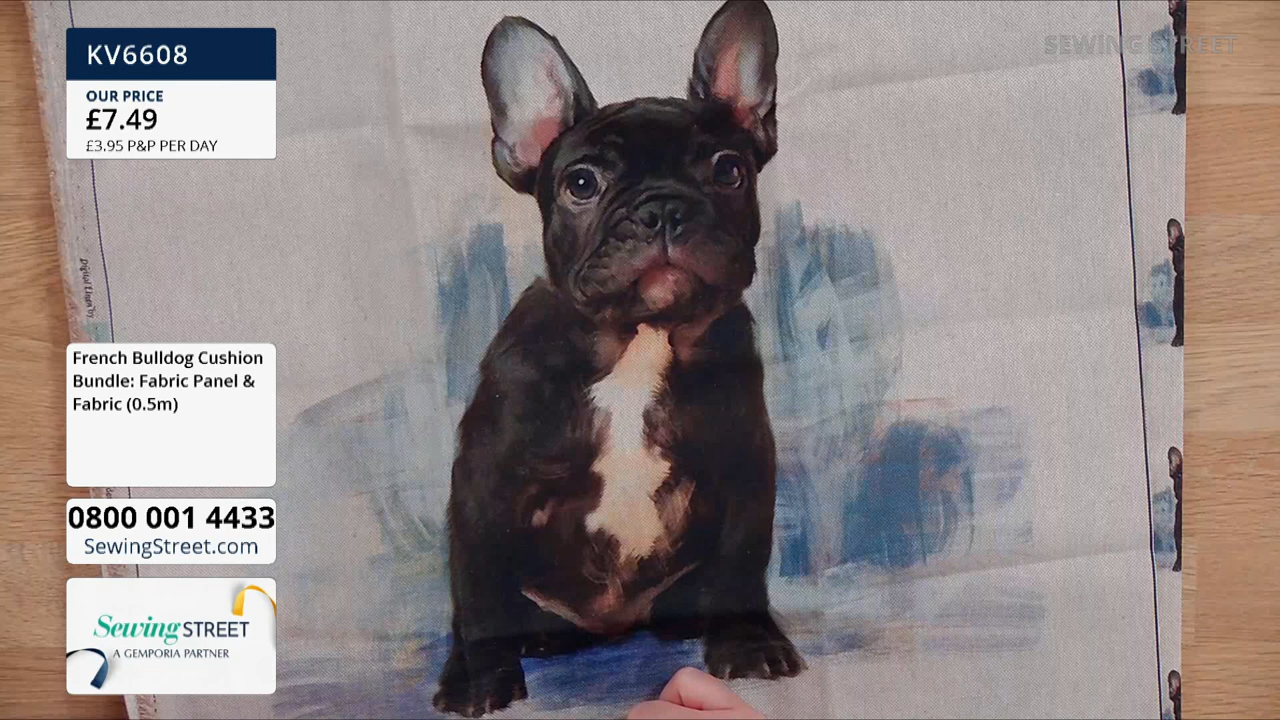 KV6608
OUR PRICE
£7.49
£3.95 P&P PER DAY
SEWING STREET
French Bulldog Cushion
Bundle: Fabric Panel &
Fabric (0.5m)
0800 001 4433
SewingStreet.com
Sewing STREET
A GEMPORIA PARTNER